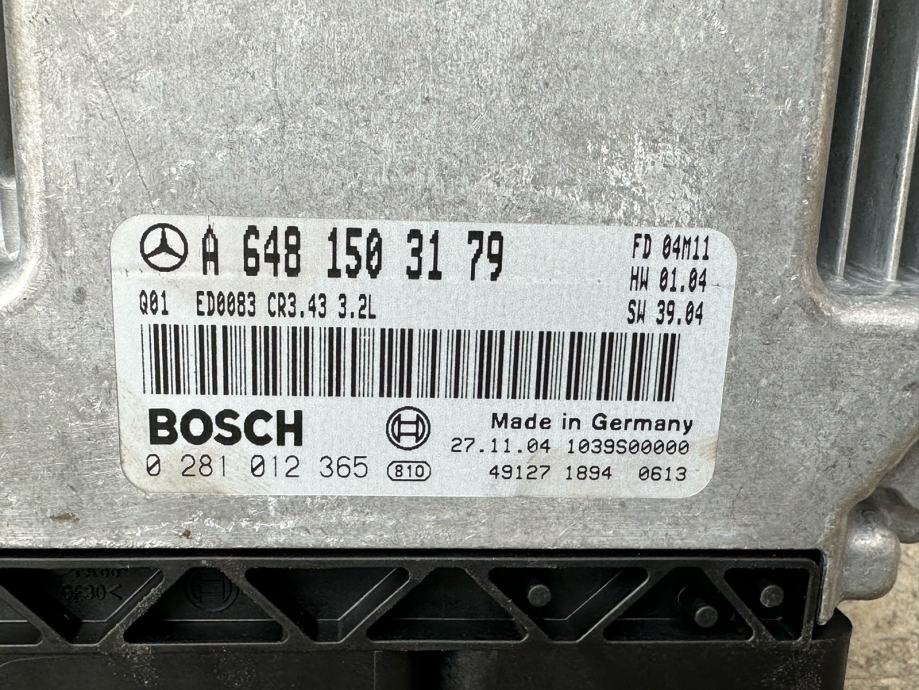 A 648 150 31 79
FD 04M11
HW 01.04
Q01 ED0083 CR3.43 3.2L
SW 39.04
BOSCH
Made in Germany
27.11.04 1039S00000
0 281 012 365 810
49127 1894 0613